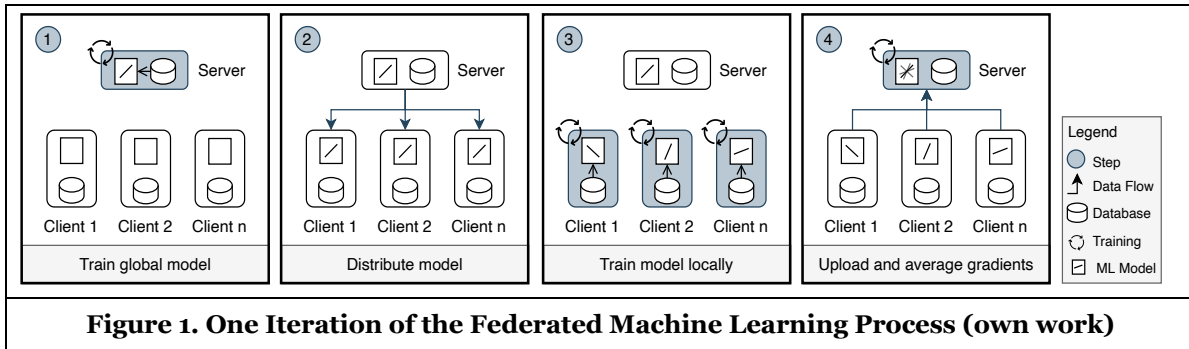 1
Server
Client 1 Client 2 Client n
Train global model
2
Server
Client 1 Client 2 Client n
Distribute model
3
Server
Client 1 Client 2 Client n
Train model locally
4
Server
Client 1 Client 2 Client n
Upload and average gradients
Legend
Step
Data Flow
Database
Training
ML Model
Figure 1. One Iteration of the Federated Machine Learning Process (own work)